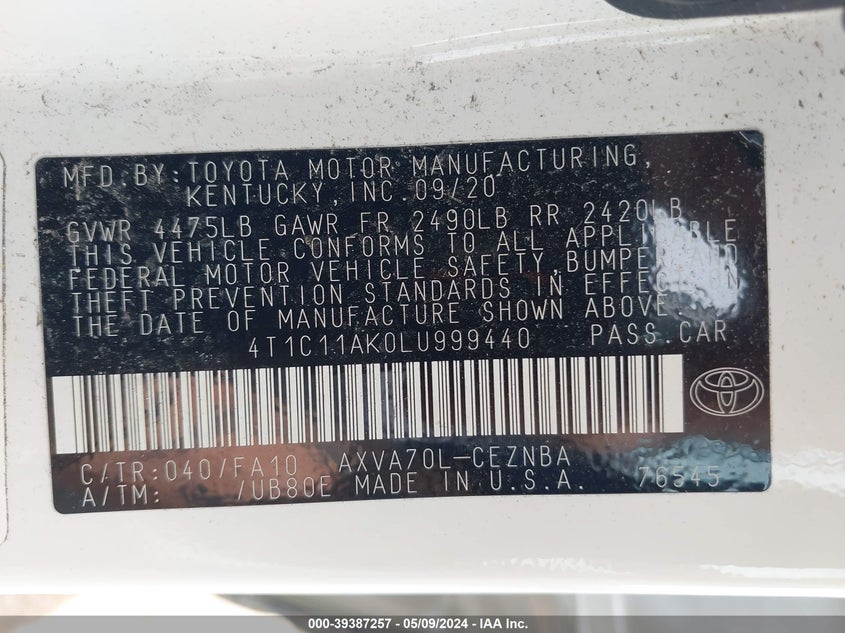 MFD.BY:TOYOTA MOTOR MANUFACTURING,
KENTUCKY,INC.09/20
GVWR 4475LB GAWR FR 2490LB RR 2420LB
THIS VEHICLE CONFORMS TO ALL APPLICABLE
FEDERAL MOTOR VEHICLE SAFETY,BUMPER AND
THEFT PREVENTION STANDARDS IN EFFECT ON
THE DATE OF MANUFACTURE SHOWN ABOVE.
4T1C11AK0LU999440 PASS.CAR
C/TR:040/FA10 AXVA70L-CEZNBA
A/TM: /UB80E MADE IN U.S.A. 76545
000-39387257 - 05/09/2024 - IAA Inc.